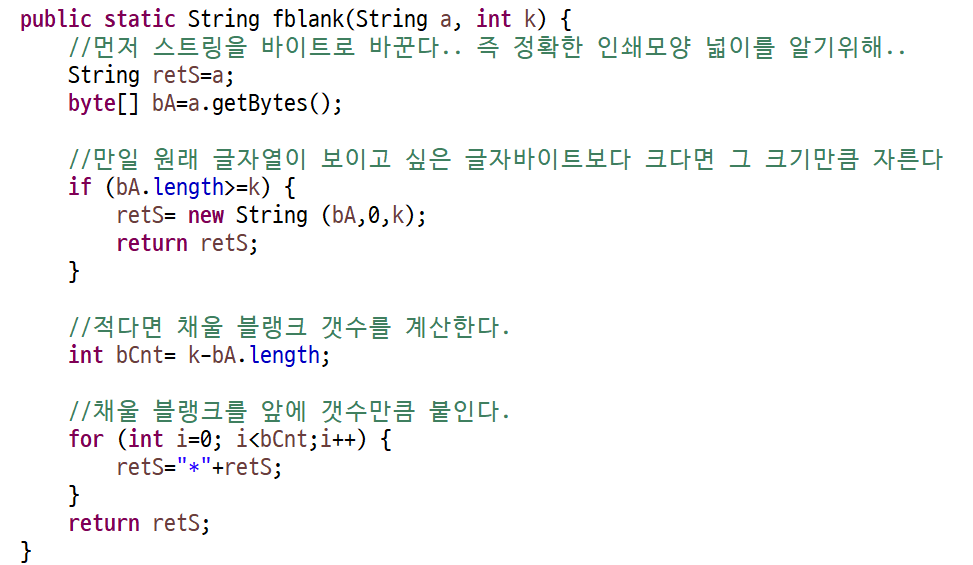 public static String fblank(String a, int k) {
//먼저 스트링을 바이트로 바꾼다.. 즉 정확한 인쇄모양 넓이를 알기위해..
String retS=a;
byte[] bA=a.getBytes();
//만일 원래 글자열이 보이고 싶은 글자바이트보다 크다면 그 크기만큼 자른다
if (bA.length>=k) {
retS= new String (bA,0,k);
return retS;
}
//적다면 채울 블랭크 갯수를 계산한다.
int bCnt= k-bA.length;
//채울 블랭크를 앞에 갯수만큼 붙인다.
for (int i=0; i<bCnt;i++) {
retS="*"+retS;
}
return retS;
}